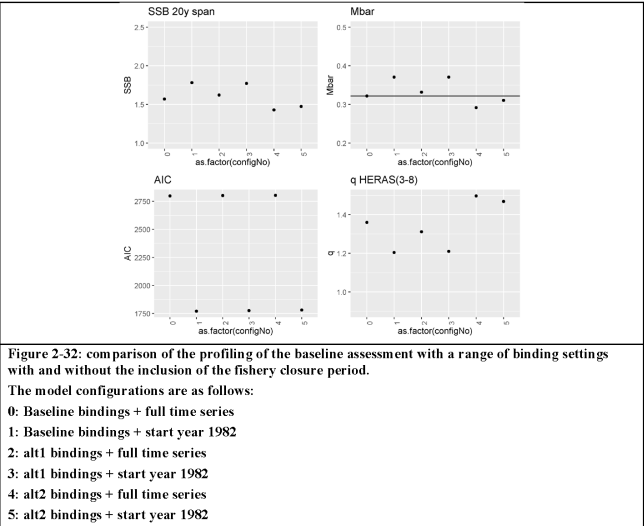 SSB 20y span
2.5
2.0
1.5
1.0
SSB
0 1 2 3 4 5
as.factor(configNo)
Mbar
0.5
0.4
0.3
0.2
Mbar
0 1 2 3 4 5
as.factor(configNo)
AIC
2750
2500
2250
2000
1750
AIC
0 1 2 3 4 5
as.factor(configNo)
q HERAS(3-8)
1.4
1.2
1.0
q
0 1 2 3 4 5
as.factor(configNo)
Figure 2-32: comparison of the profiling of the baseline assessment with a range of binding settings
with and without the inclusion of the fishery closure period.
The model configurations are as follows:
0: Baseline bindings + full time series
1: Baseline bindings + start year 1982
2: alt1 bindings + full time series
3: alt1 bindings + start year 1982
4: alt2 bindings + full time series
5: alt2 bindings + start year 1982